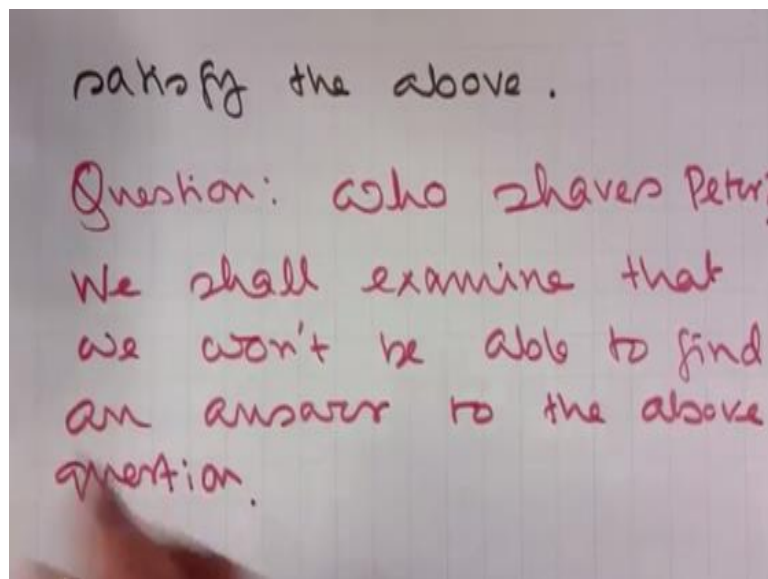 satisfy the above.
Question: who shaves Peter?
We shall examine that
we won't be able to find
an answer to the above
question.